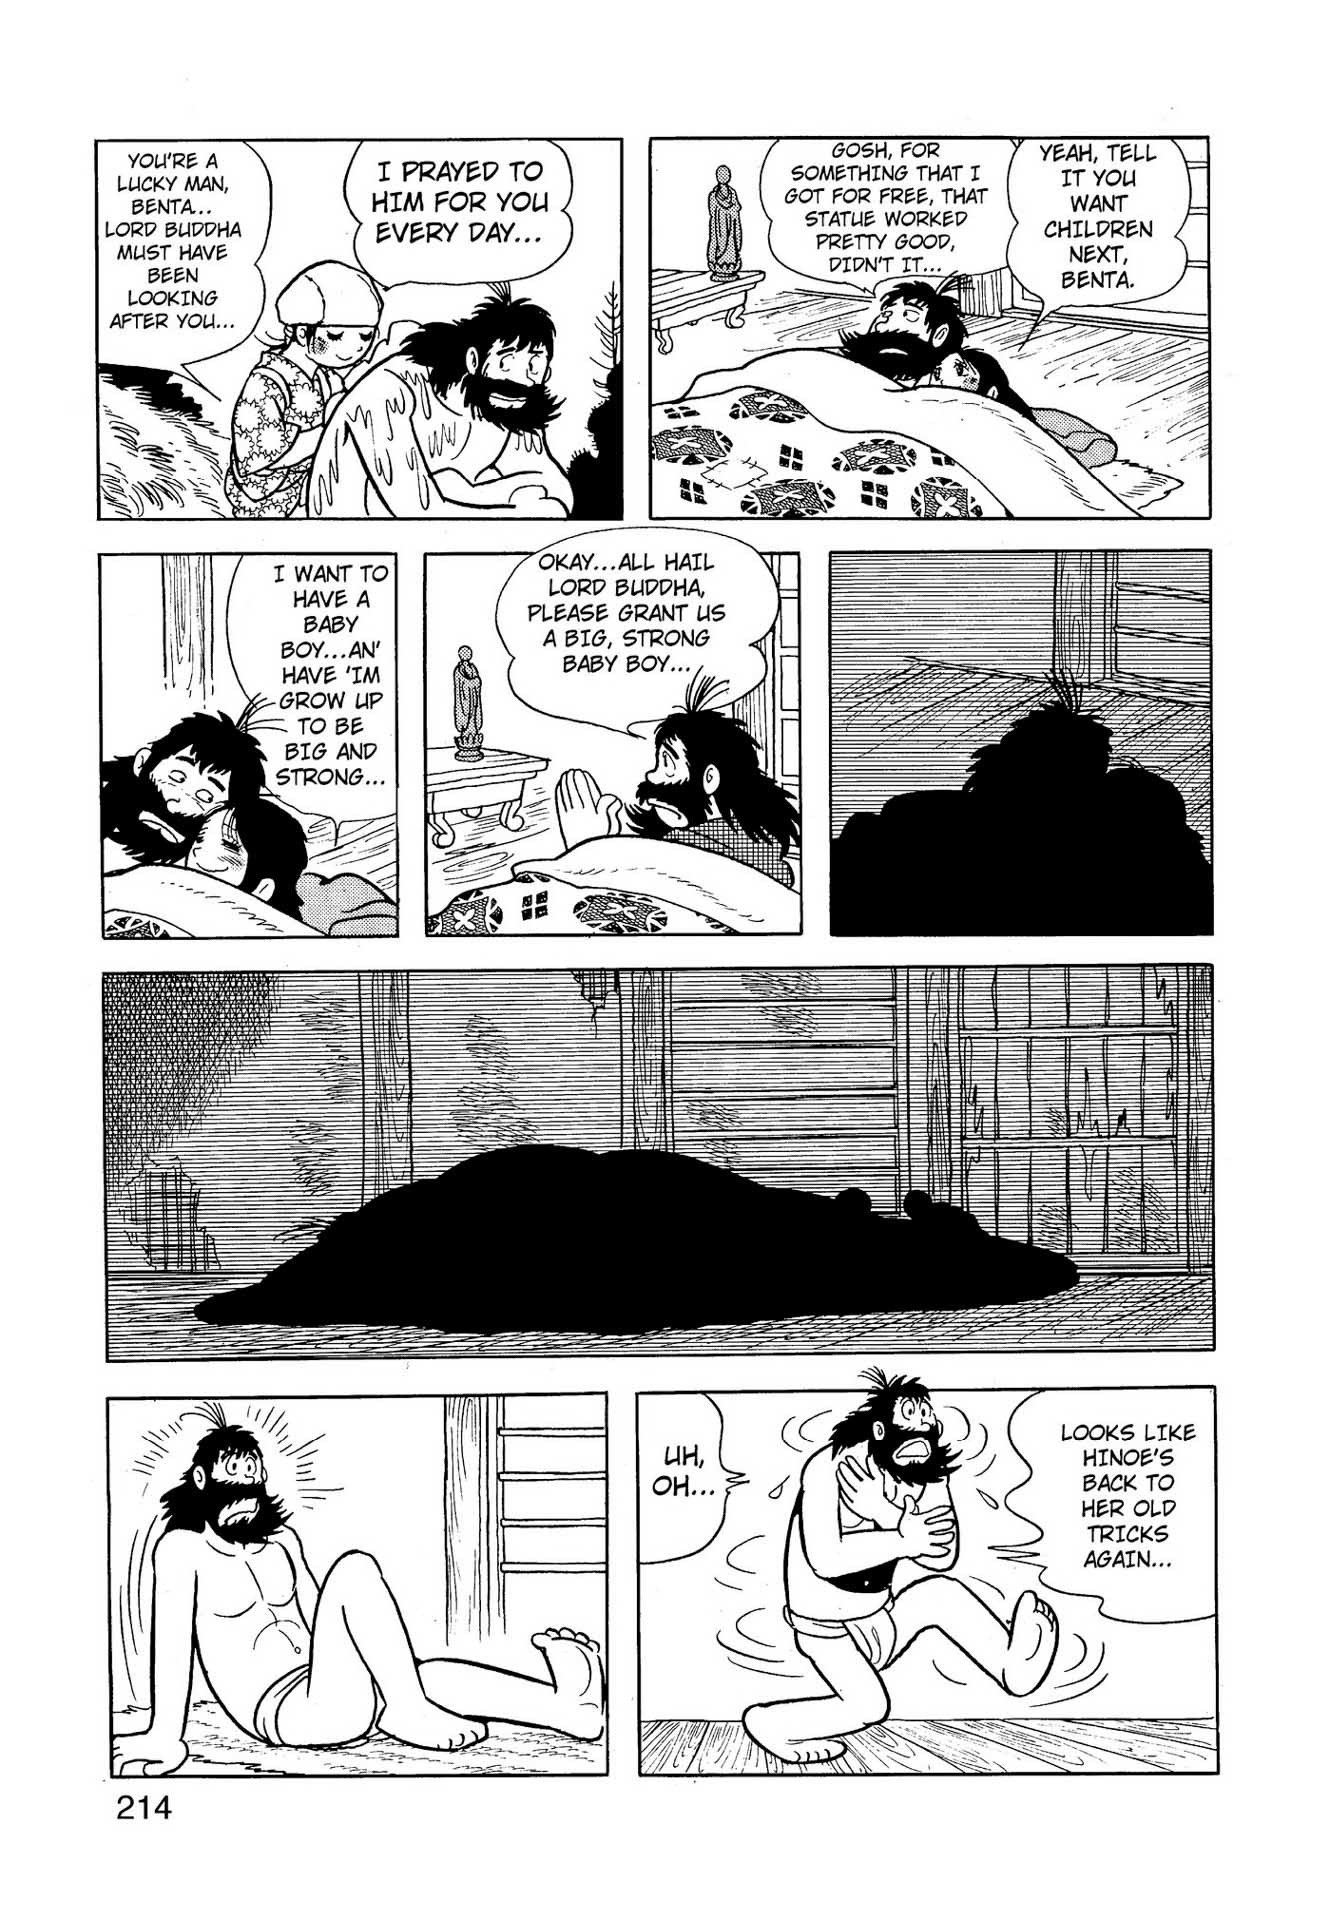 YOU'RE A
LUCKY MAN,
BENTA...
LORD BUDDHA
MUST HAVE
BEEN
LOOKING
AFTER YOU...
I PRAYED TO
HIM FOR YOU
EVERY DAY...
GOSH, FOR
SOMETHING THAT I
GOT FOR FREE, THAT
STATUE WORKED
PRETTY GOOD,
DIDN'T IT...
YEAH, TELL
IT YOU
WANT
CHILDREN
NEXT,
BENTA.
I WANT TO
HAVE A
BABY
BOY...AN'
HAVE 'IM
GROW UP
TO BE
BIG AND
STRONG...
OKAY...ALL HAIL
LORD BUDDHA,
PLEASE GRANT US
A BIG, STRONG
BABY BOY...
UH,
OH...
LOOKS LIKE
HINOE'S
BACK TO
HER OLD
TRICKS
AGAIN...
214